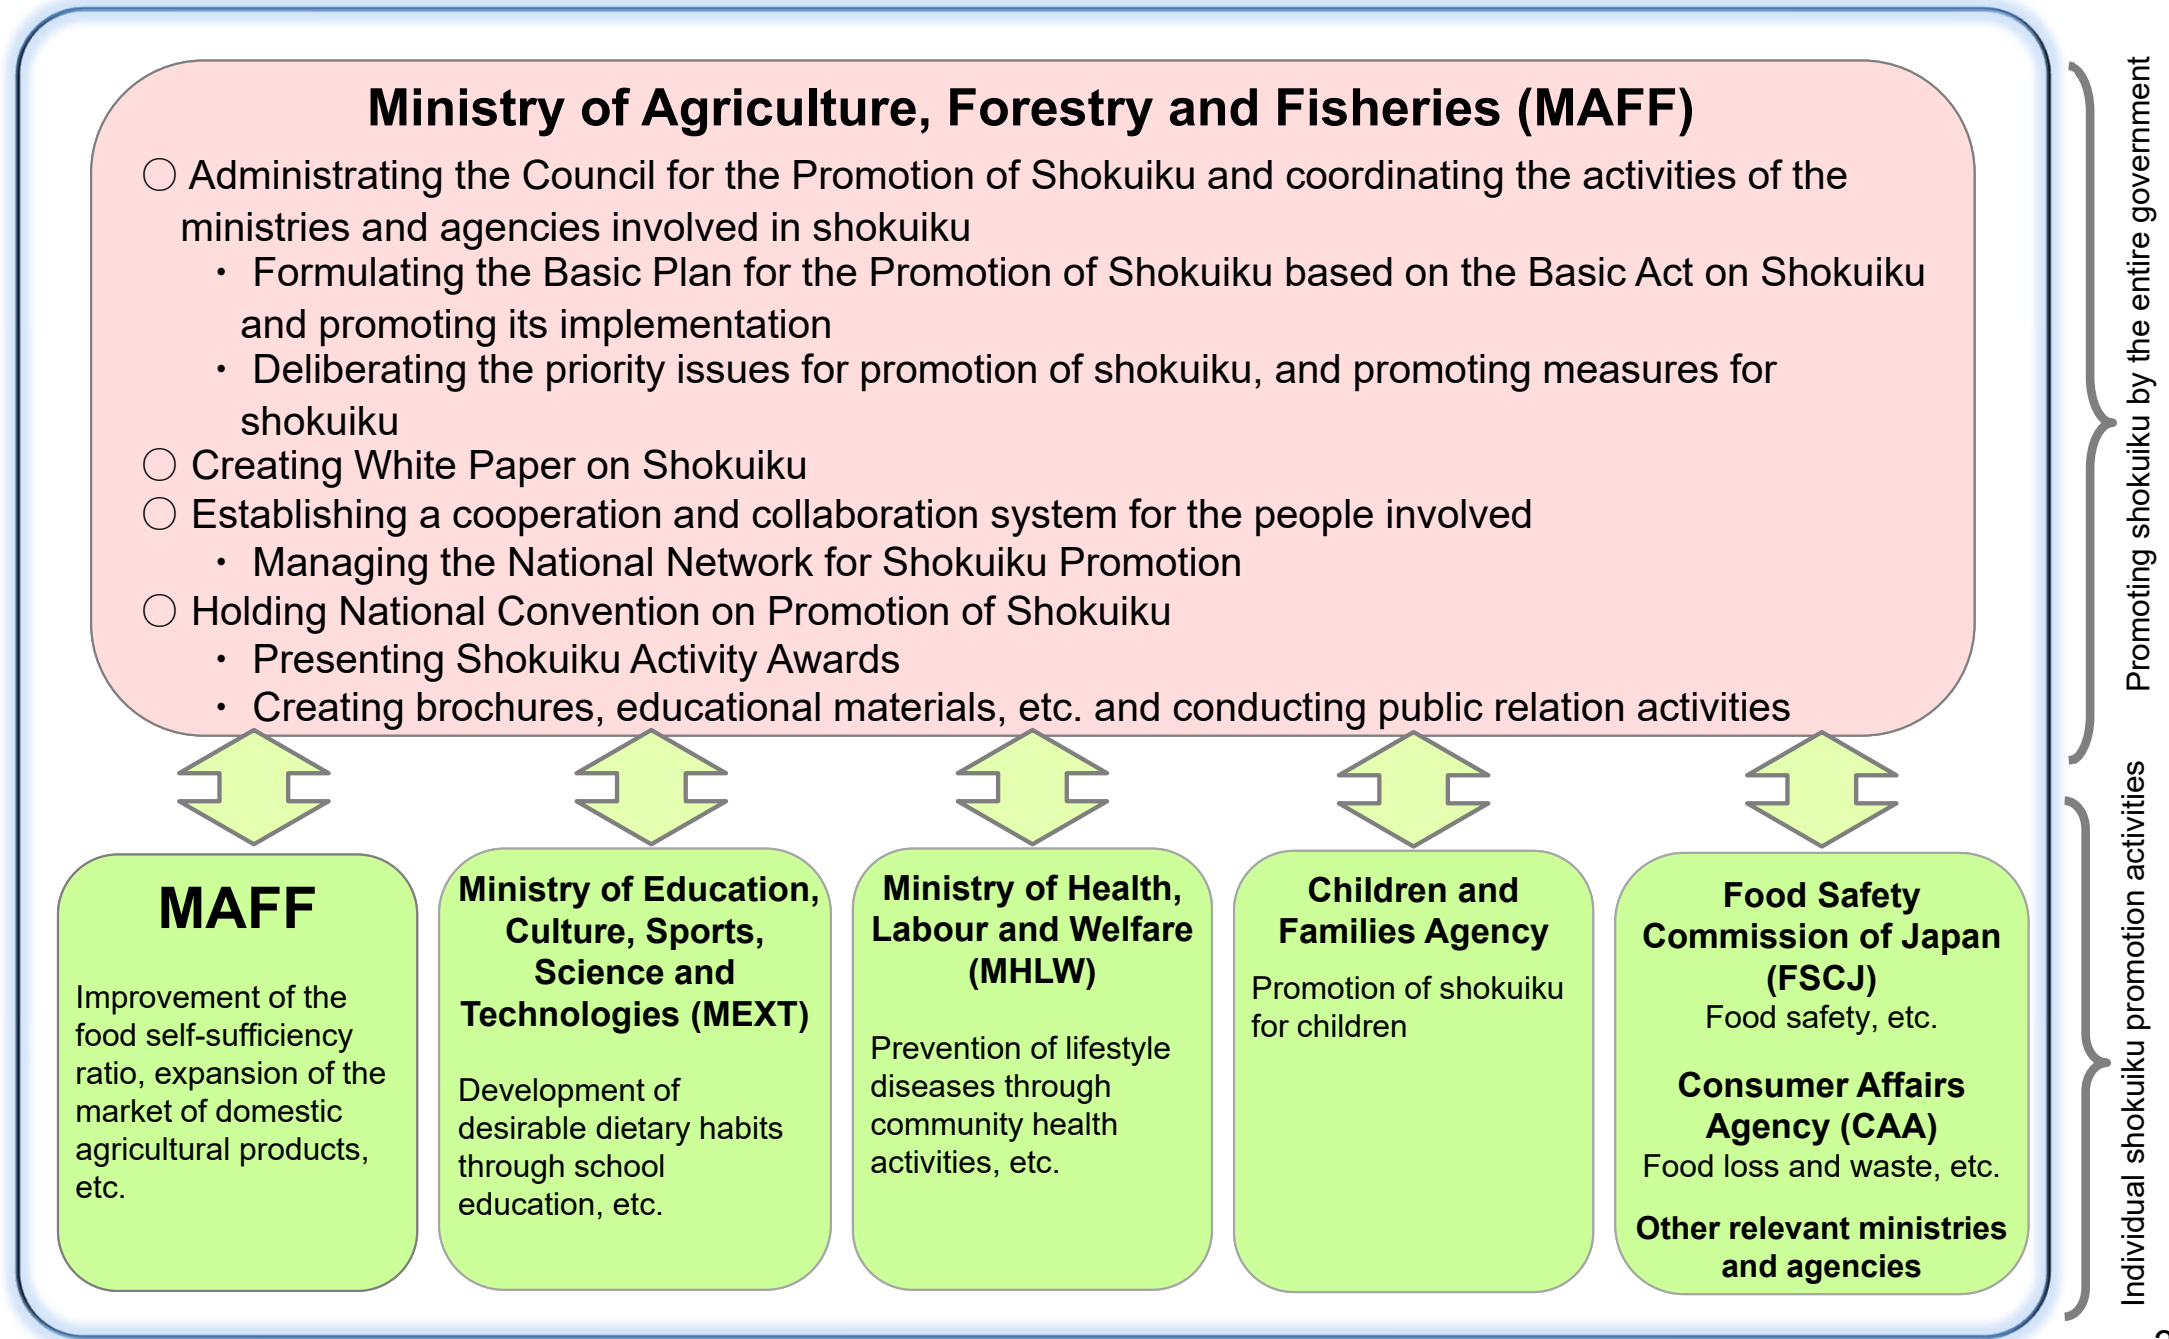 Ministry of Agriculture, Forestry and Fisheries (MAFF)
○ Administrating the Council for the Promotion of Shokuiku and coordinating the activities of the
ministries and agencies involved in shokuiku
・ Formulating the Basic Plan for the Promotion of Shokuiku based on the Basic Act on Shokuiku
and promoting its implementation
・ Deliberating the priority issues for promotion of shokuiku, and promoting measures for
shokuiku
○ Creating White Paper on Shokuiku
○ Establishing a cooperation and collaboration system for the people involved
・ Managing the National Network for Shokuiku Promotion
○ Holding National Convention on Promotion of Shokuiku
・ Presenting Shokuiku Activity Awards
・ Creating brochures, educational materials, etc. and conducting public relation activities
Promoting shokuiku by the entire government
MAFF
Improvement of the
food self-sufficiency
ratio, expansion of the
market of domestic
agricultural products,
etc.
Ministry of Education,
Culture, Sports,
Science and
Technologies (MEXT)
Development of
desirable dietary habits
through school
education, etc.
Ministry of Health,
Labour and Welfare
(MHLW)
Prevention of lifestyle
diseases through
community health
activities, etc.
Children and
Families Agency
Promotion of shokuiku
for children
Food Safety
Commission of Japan
(FSCJ)
Food safety, etc.
Consumer Affairs
Agency (CAA)
Food loss and waste, etc.
Other relevant ministries
and agencies
Individual shokuiku promotion activities